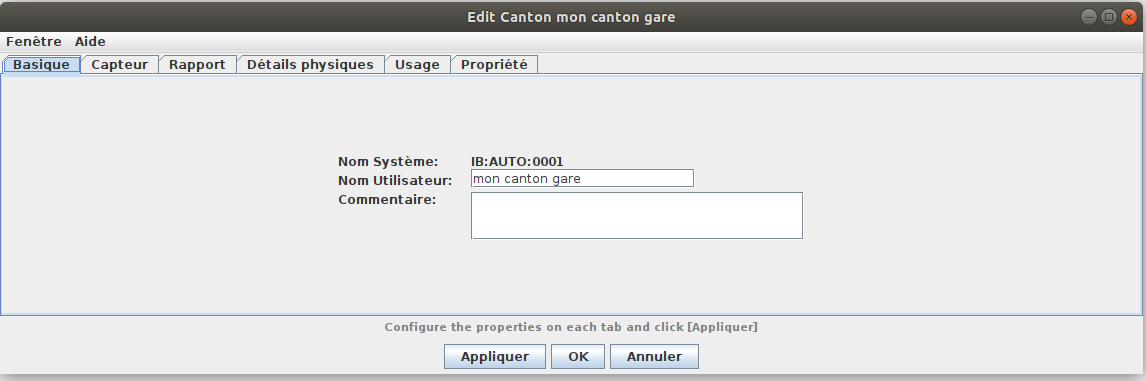 Edit Canton mon canton gare
Fenêtre Aide
Basique Capteur Rapport Détails physiques Usage Propriété
Nom Système: IB:AUTO:0001
Nom Utilisateur: mon canton gare
Commentaire:
Configure the properties on each tab and click [Appliquer]
Appliquer OK Annuler